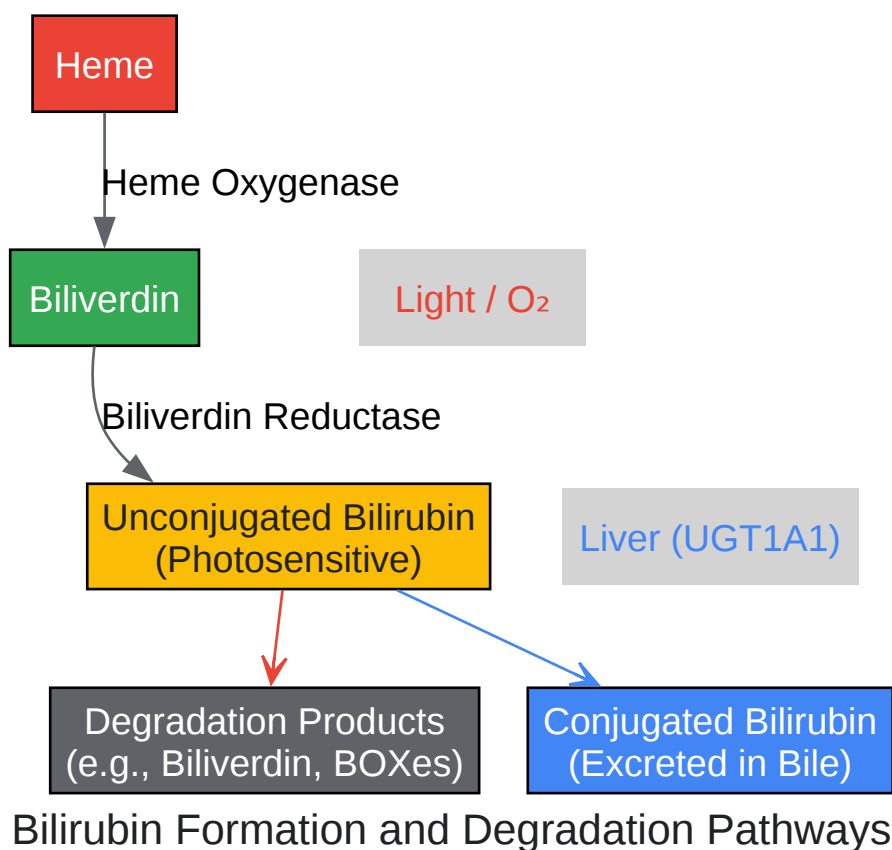 Heme
Heme Oxygenase
Biliverdin
Light / O₂
Biliverdin Reductase
Unconjugated Bilirubin
(Photosensitive)
Liver (UGT1A1)
Degradation Products
(e.g., Biliverdin, BOXes)
Conjugated Bilirubin
(Excreted in Bile)
Bilirubin Formation and Degradation Pathways